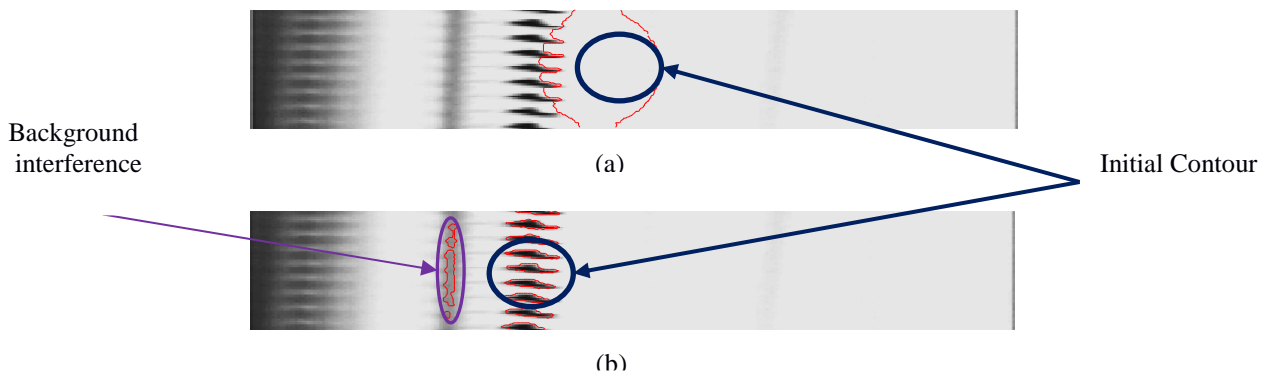 Background
interference
(a)
Initial Contour
(b)